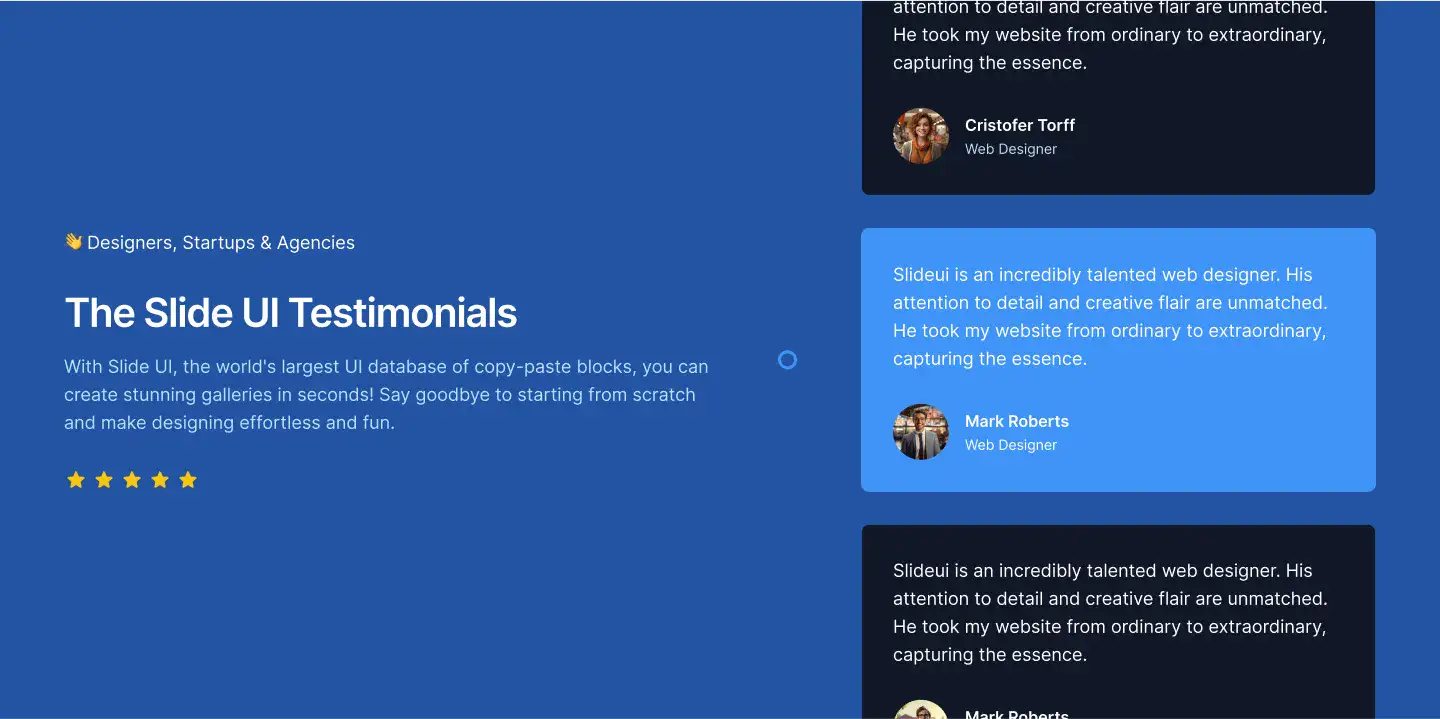 👋 Designers, Startups & Agencies
The Slide UI Testimonials
With Slide UI, the world's largest UI database of copy-paste blocks, you can
create stunning galleries in seconds! Say goodbye to starting from scratch
and make designing effortless and fun.
attention to detail and creative flair are unmatched.
He took my website from ordinary to extraordinary,
capturing the essence.
Cristofer Torff
Web Designer
Slideui is an incredibly talented web designer. His
attention to detail and creative flair are unmatched.
He took my website from ordinary to extraordinary,
capturing the essence.
Mark Roberts
Web Designer
Slideui is an incredibly talented web designer. His
attention to detail and creative flair are unmatched.
He took my website from ordinary to extraordinary,
capturing the essence.
Mark Roberts